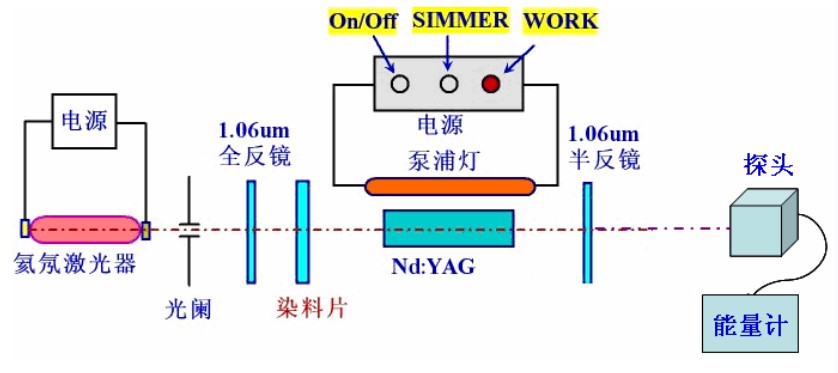 On/Off SIMMER WORK
电源
电源
1.06um
全反镜
泵浦灯
1.06um
半反镜
探头
氦氖激光器
Nd:YAG
光阑
染料片
能量计